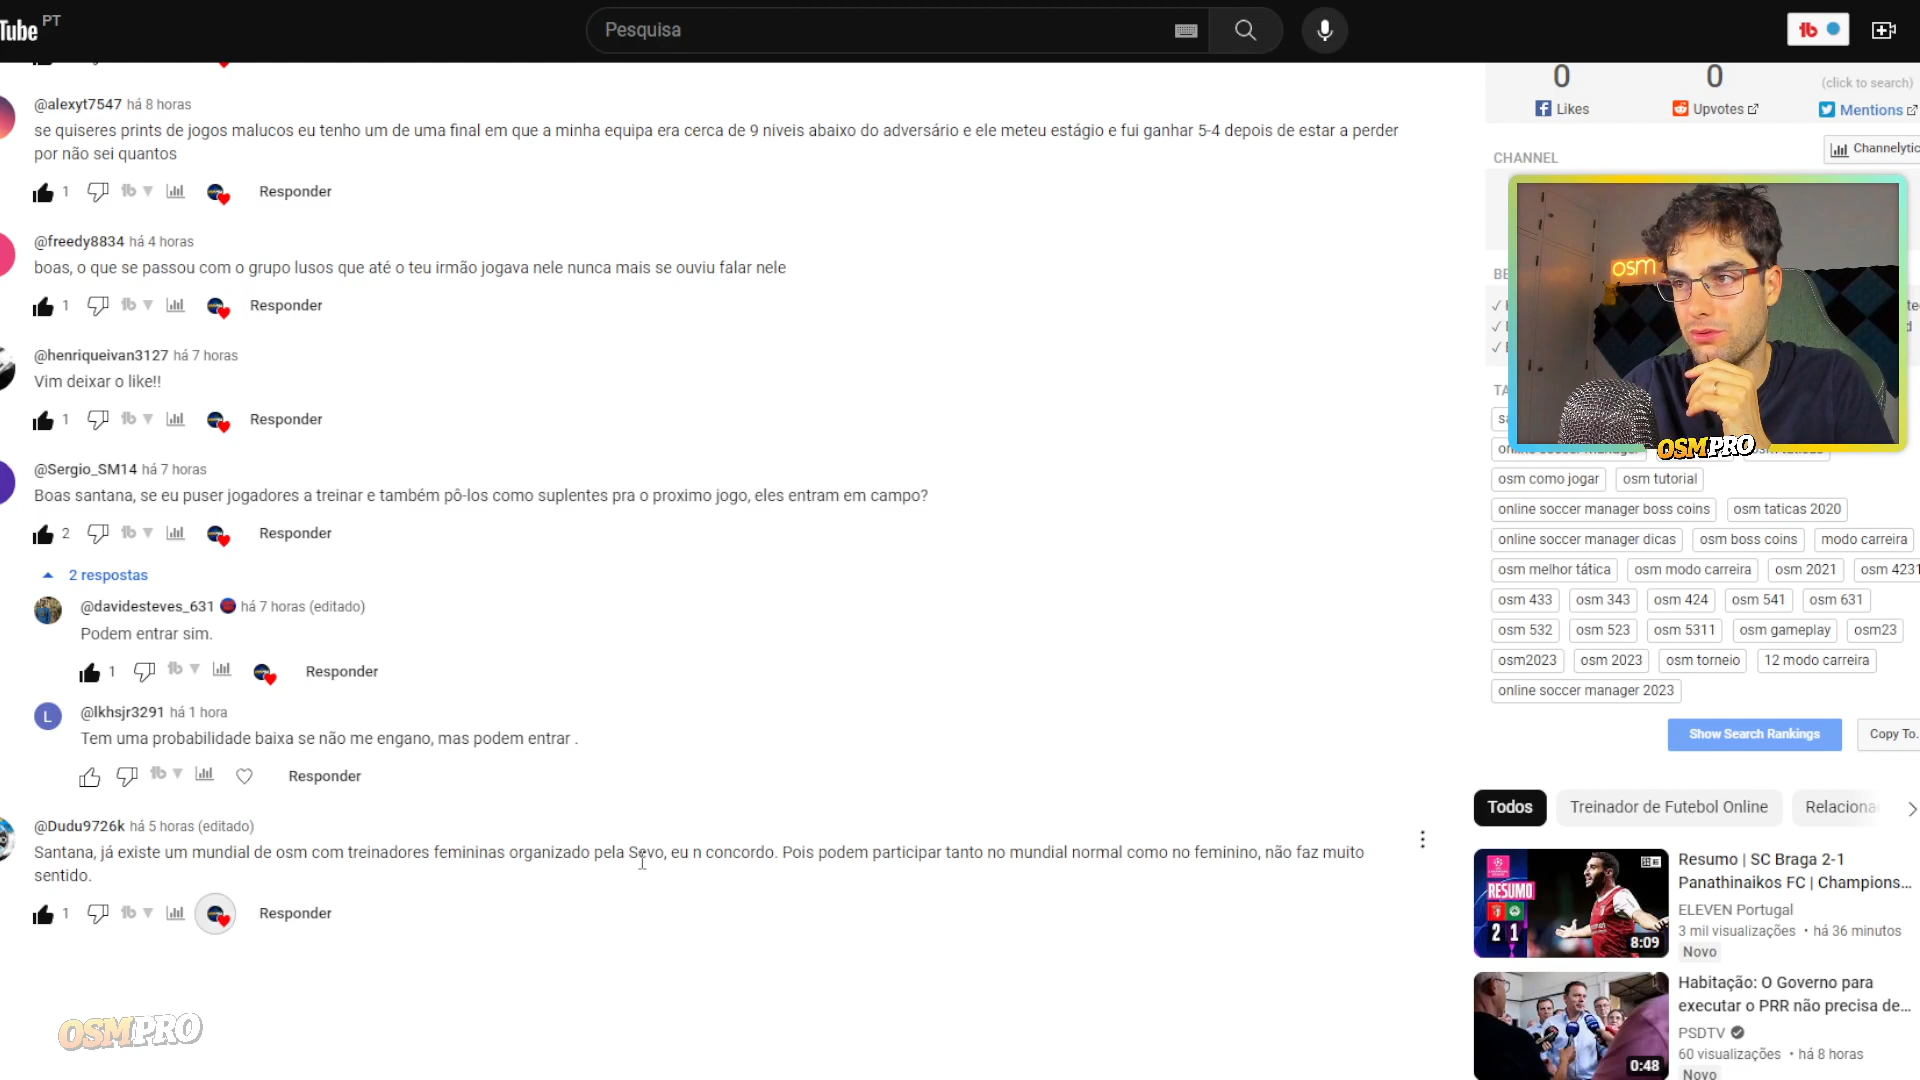 Tube PT
Pesquisa
0
0
(click to search)
Likes
Upvotes
Mentions
@alexyt7547 há 8 horas
se quiseres prints de jogos malucos eu tenho um de uma final em que a minha equipa era cerca de 9 niveis abaixo do adversário e ele meteu estágio e fui ganhar 5-4 depois de estar a perder
por não sei quantos
1
Responder
@freedy8834 há 4 horas
boas, o que se passou com o grupo lusos que até o teu irmão jogava nele nunca mais se ouviu falar nele
1
Responder
@henriqueivan3127 há 7 horas
Vim deixar o like!!
1
Responder
@Sergio_SM14 há 7 horas
Boas santana, se eu puser jogadores a treinar e também pô-los como suplentes pra o proximo jogo, eles entram em campo?
2
Responder
2 respostas
@davidesteves_631 há 7 horas (editado)
Podem entrar sim.
1
Responder
L
@lkhsjr3291 há 1 hora
Tem uma probabilidade baixa se não me engano, mas podem entrar .
Responder
@Dudu9726k há 5 horas (editado)
Santana, já existe um mundial de osm com treinadores femininas organizado pela Sevo, eu n concordo. Pois podem participar tanto no mundial normal como no feminino, não faz muito
sentido.
1
Responder
OSMPRO
CHANNEL
Channelytic
osm
OSMPRO
osm como jogar
osm tutorial
online soccer manager boss coins
osm taticas 2020
online soccer manager dicas
osm boss coins
modo carreira
osm melhor tática
osm modo carreira
osm 2021
osm 4231
osm 433
osm 343
osm 424
osm 541
osm 631
osm 532
osm 523
osm 5311
osm gameplay
osm23
osm2023
osm 2023
osm torneio
12 modo carreira
online soccer manager 2023
Show Search Rankings
Copy To.
Todos
Treinador de Futebol Online
Relaciona
RESUMO
2 1
8:09
Resumo | SC Braga 2-1
Panathinaikos FC | Champions...
ELEVEN Portugal
3 mil visualizações • há 36 minutos
Novo
0:48
Habitação: O Governo para
executar o PRR não precisa de...
PSDTV
60 visualizações • há 8 horas
Novo